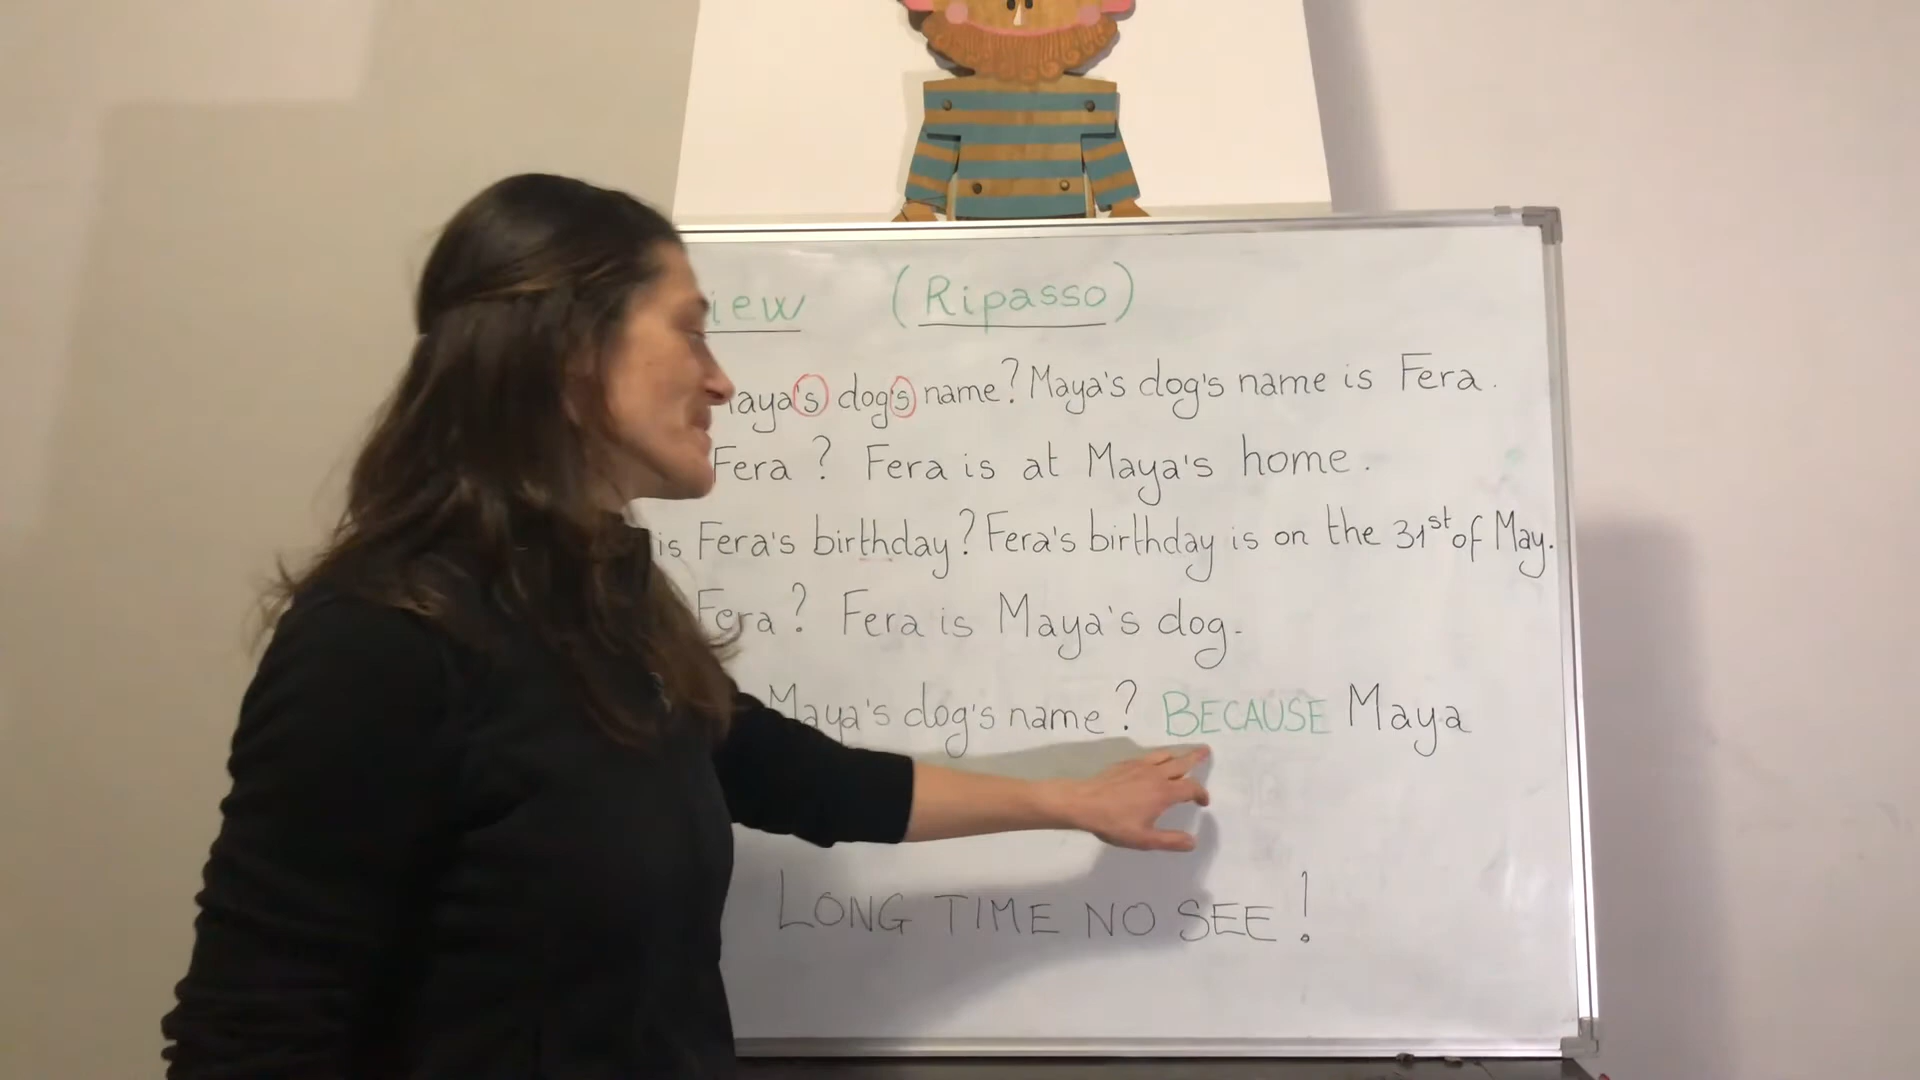 iew (Ripasso)
aya's dog's name? Maya's dog's name is Fera.
Fera? Fera is at Maya's home.
is Fera's birthday? Fera's birthday is on the 31st of May.
Fera? Fera is Maya's dog.
Maya's dog's name? BECAUSE Maya
LONG TIME NO SEE!